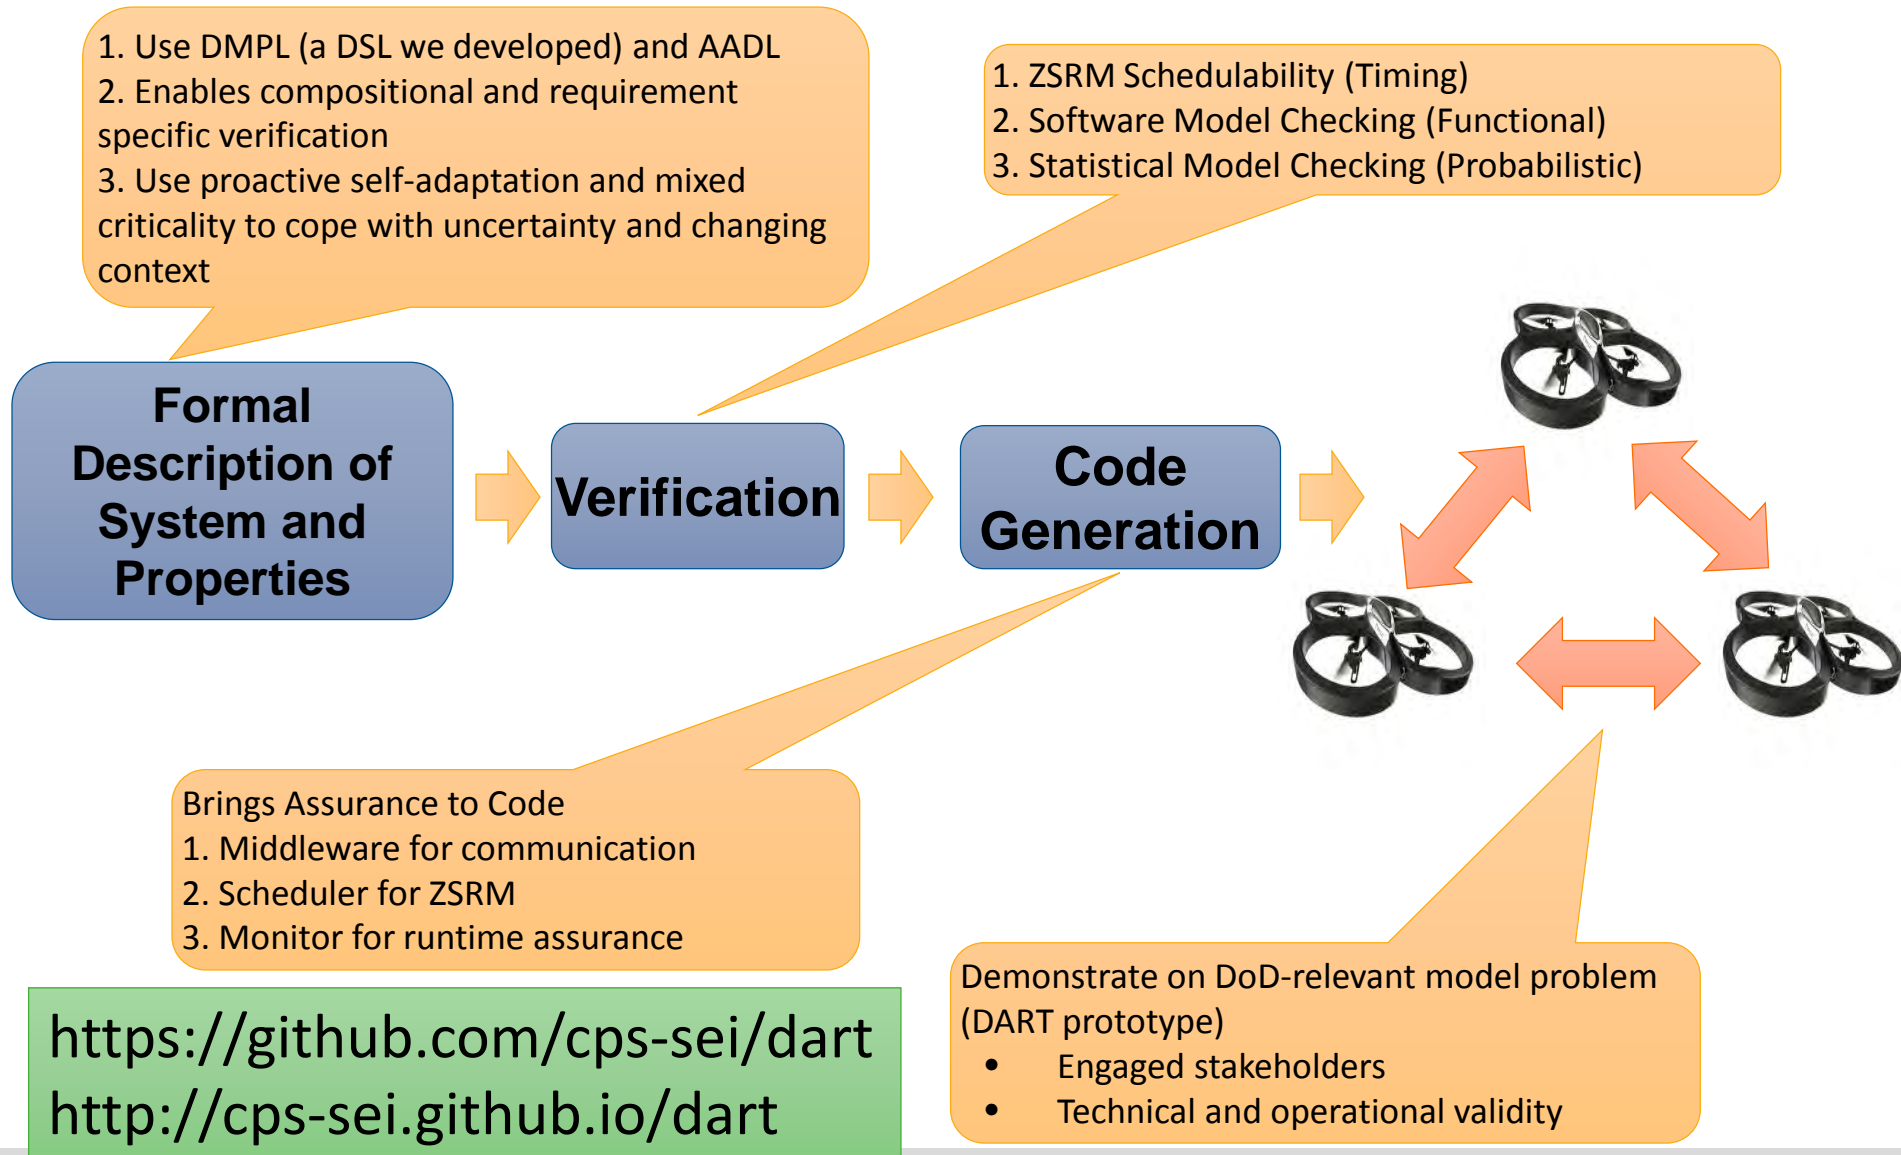 1. Use DMPL (a DSL we developed) and AADL
2. Enables compositional and requirement
specific verification
3. Use proactive self-adaptation and mixed
criticality to cope with uncertainty and changing
context
1. ZSRM Schedulability (Timing)
2. Software Model Checking (Functional)
3. Statistical Model Checking (Probabilistic)
Formal
Description of
System and
Properties
Verification
Code
Generation
Brings Assurance to Code
1. Middleware for communication
2. Scheduler for ZSRM
3. Monitor for runtime assurance
Demonstrate on DoD-relevant model problem
(DART prototype)
• Engaged stakeholders
• Technical and operational validity
https://github.com/cps-sei/dart
http://cps-sei.github.io/dart